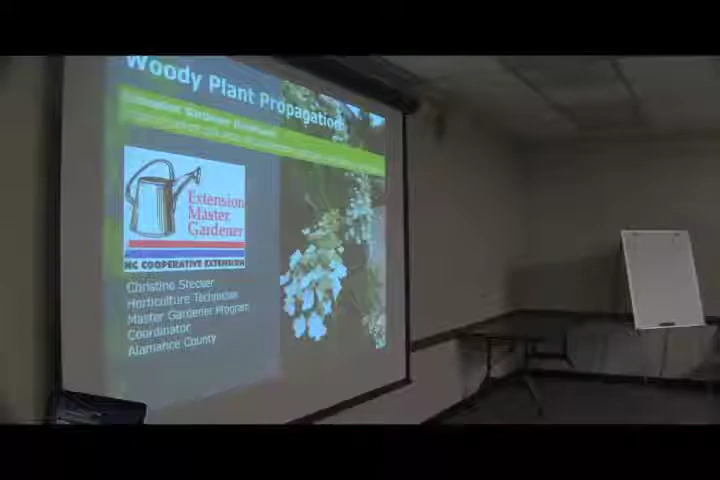 Woody Plant Propagation
Extension
Master
Gardener
NC COOPERATIVE EXTENSION
Christine Stecker
Horticulture Technician
Master Gardener Program
Coordinator
Alamance County